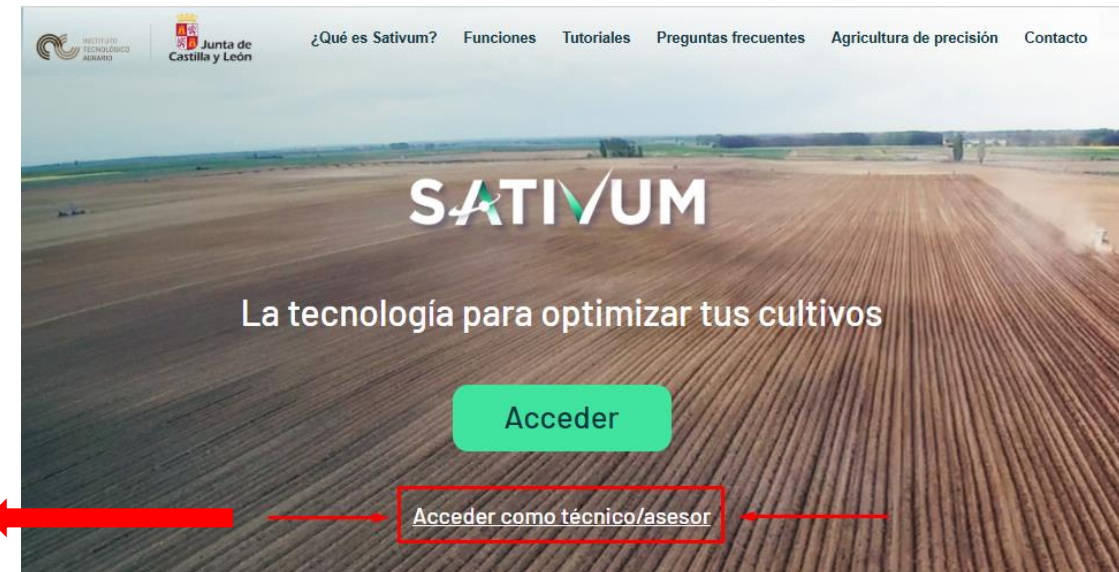 INSTITUTO
TECNOLÓGICO
AGRARIO
Junta de
Castilla y León
¿Qué es Sativum? Funciones Tutoriales Preguntas frecuentes Agricultura de precisión Contacto
SATIVUM
La tecnología para optimizar tus cultivos
Acceder
Acceder como técnico/asesor